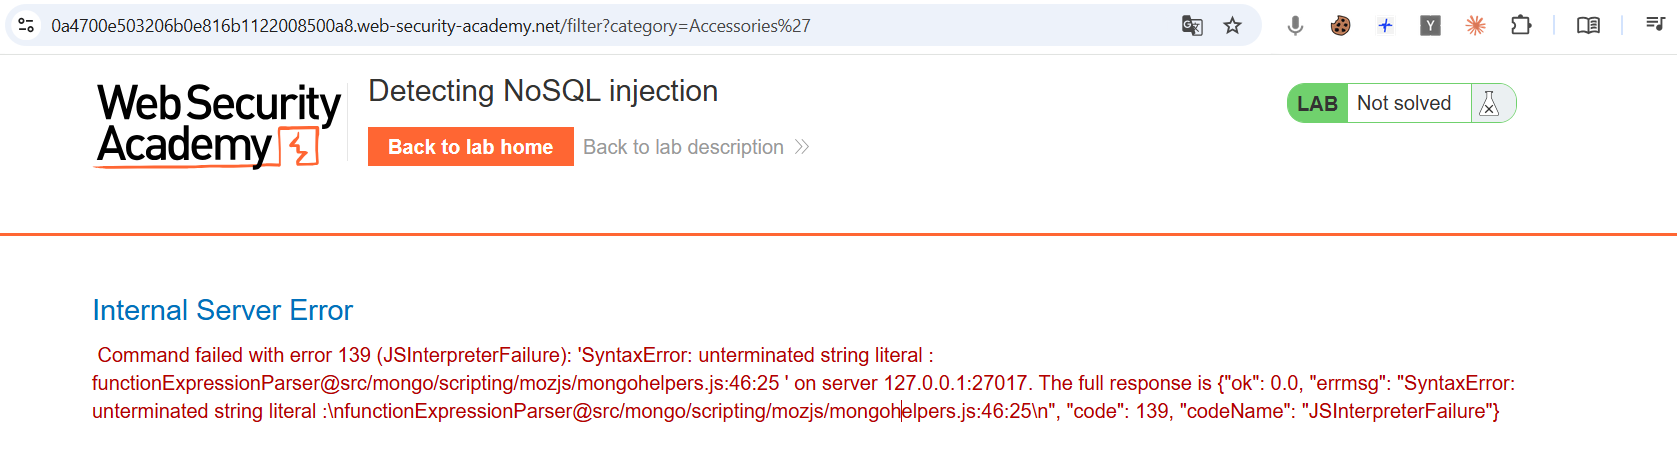 0a4700e503206b0e816b1122008500a8.web-security-academy.net/filter?category=Accessories%27
Y
Web Security
Academy
Detecting NoSQL injection
Back to lab home
Back to lab description
LAB
Not solved
Internal Server Error
Command failed with error 139 (JSInterpreterFailure): 'SyntaxError: unterminated string literal :
functionExpressionParser@src/mongo/scripting/mozjs/mongohelpers.js:46:25 ' on server 127.0.0.1:27017. The full response is {"ok": 0.0, "errmsg": "SyntaxError:
unterminated string literal :\nfunctionExpressionParser@src/mongo/scripting/mozjs/mongohelpers.js:46:25\n", "code": 139, "codeName": "JSInterpreterFailure"}